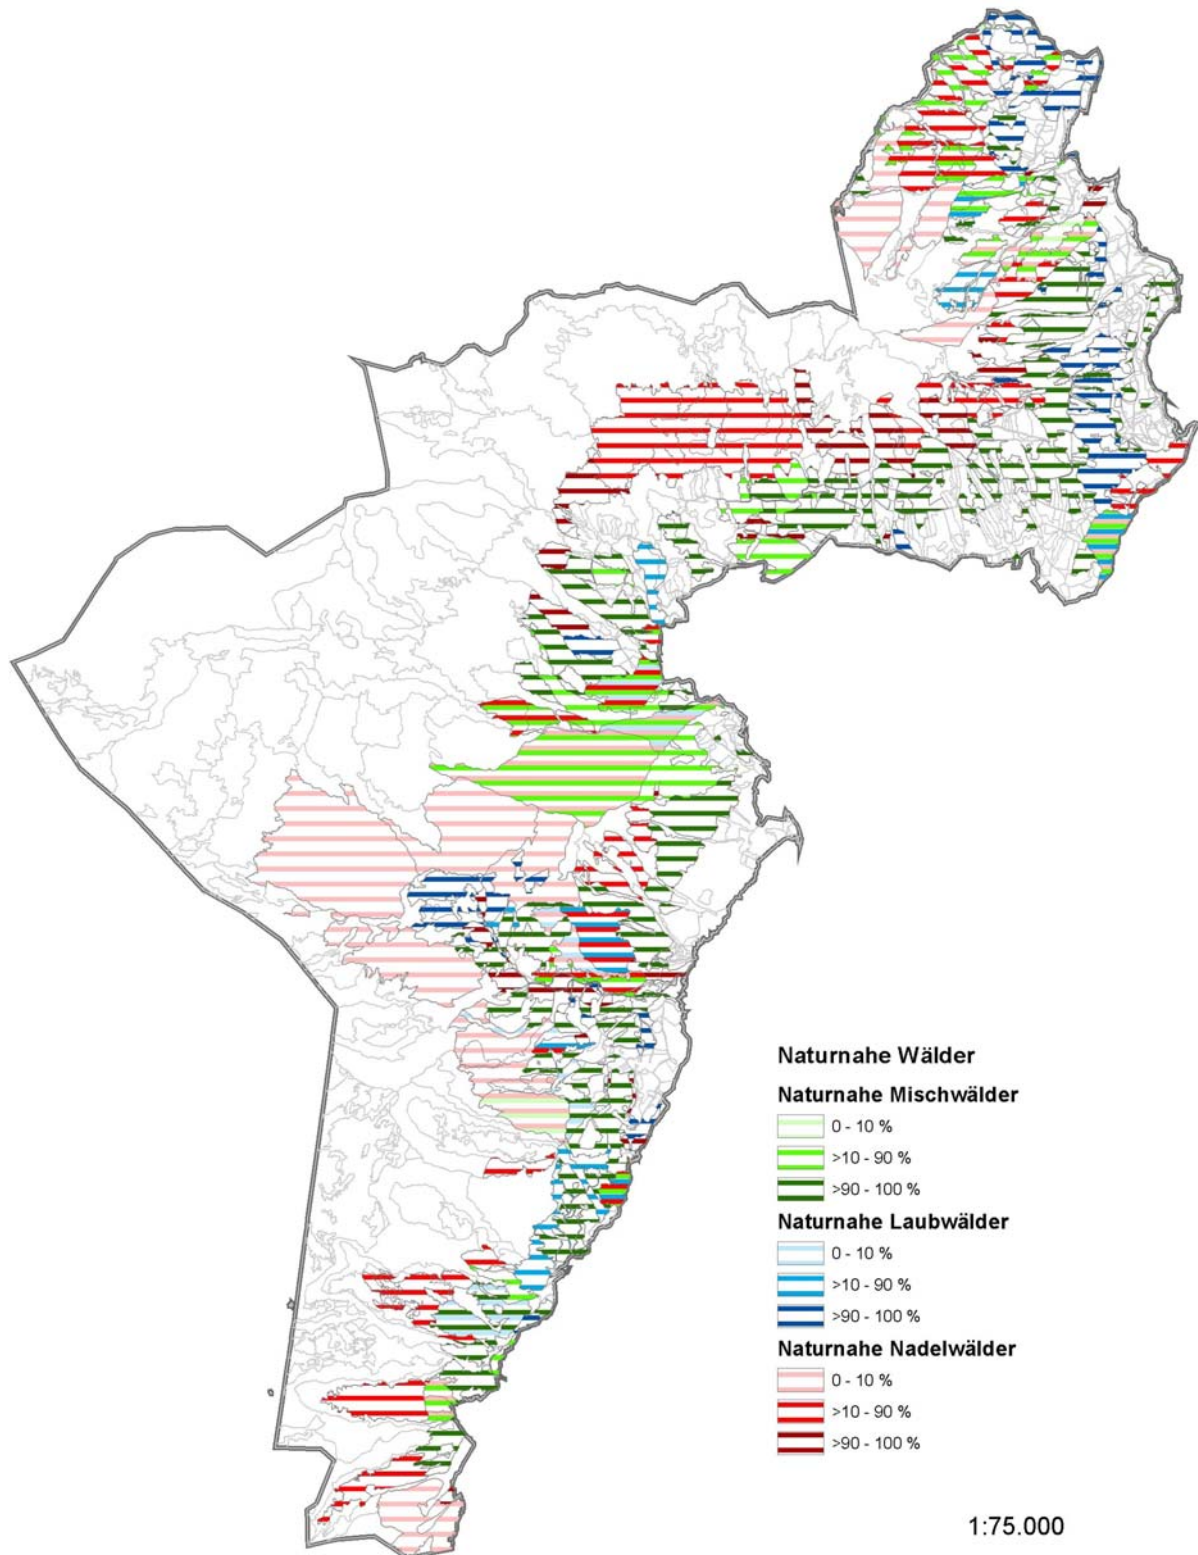 Naturnahe Wälder
Naturnahe Mischwälder
0 - 10 %
>10 - 90 %
>90 - 100 %
Naturnahe Laubwälder
0 - 10 %
>10 - 90 %
>90 - 100 %
Naturnahe Nadelwälder
0 - 10 %
>10 - 90 %
>90 - 100 %
1:75.000